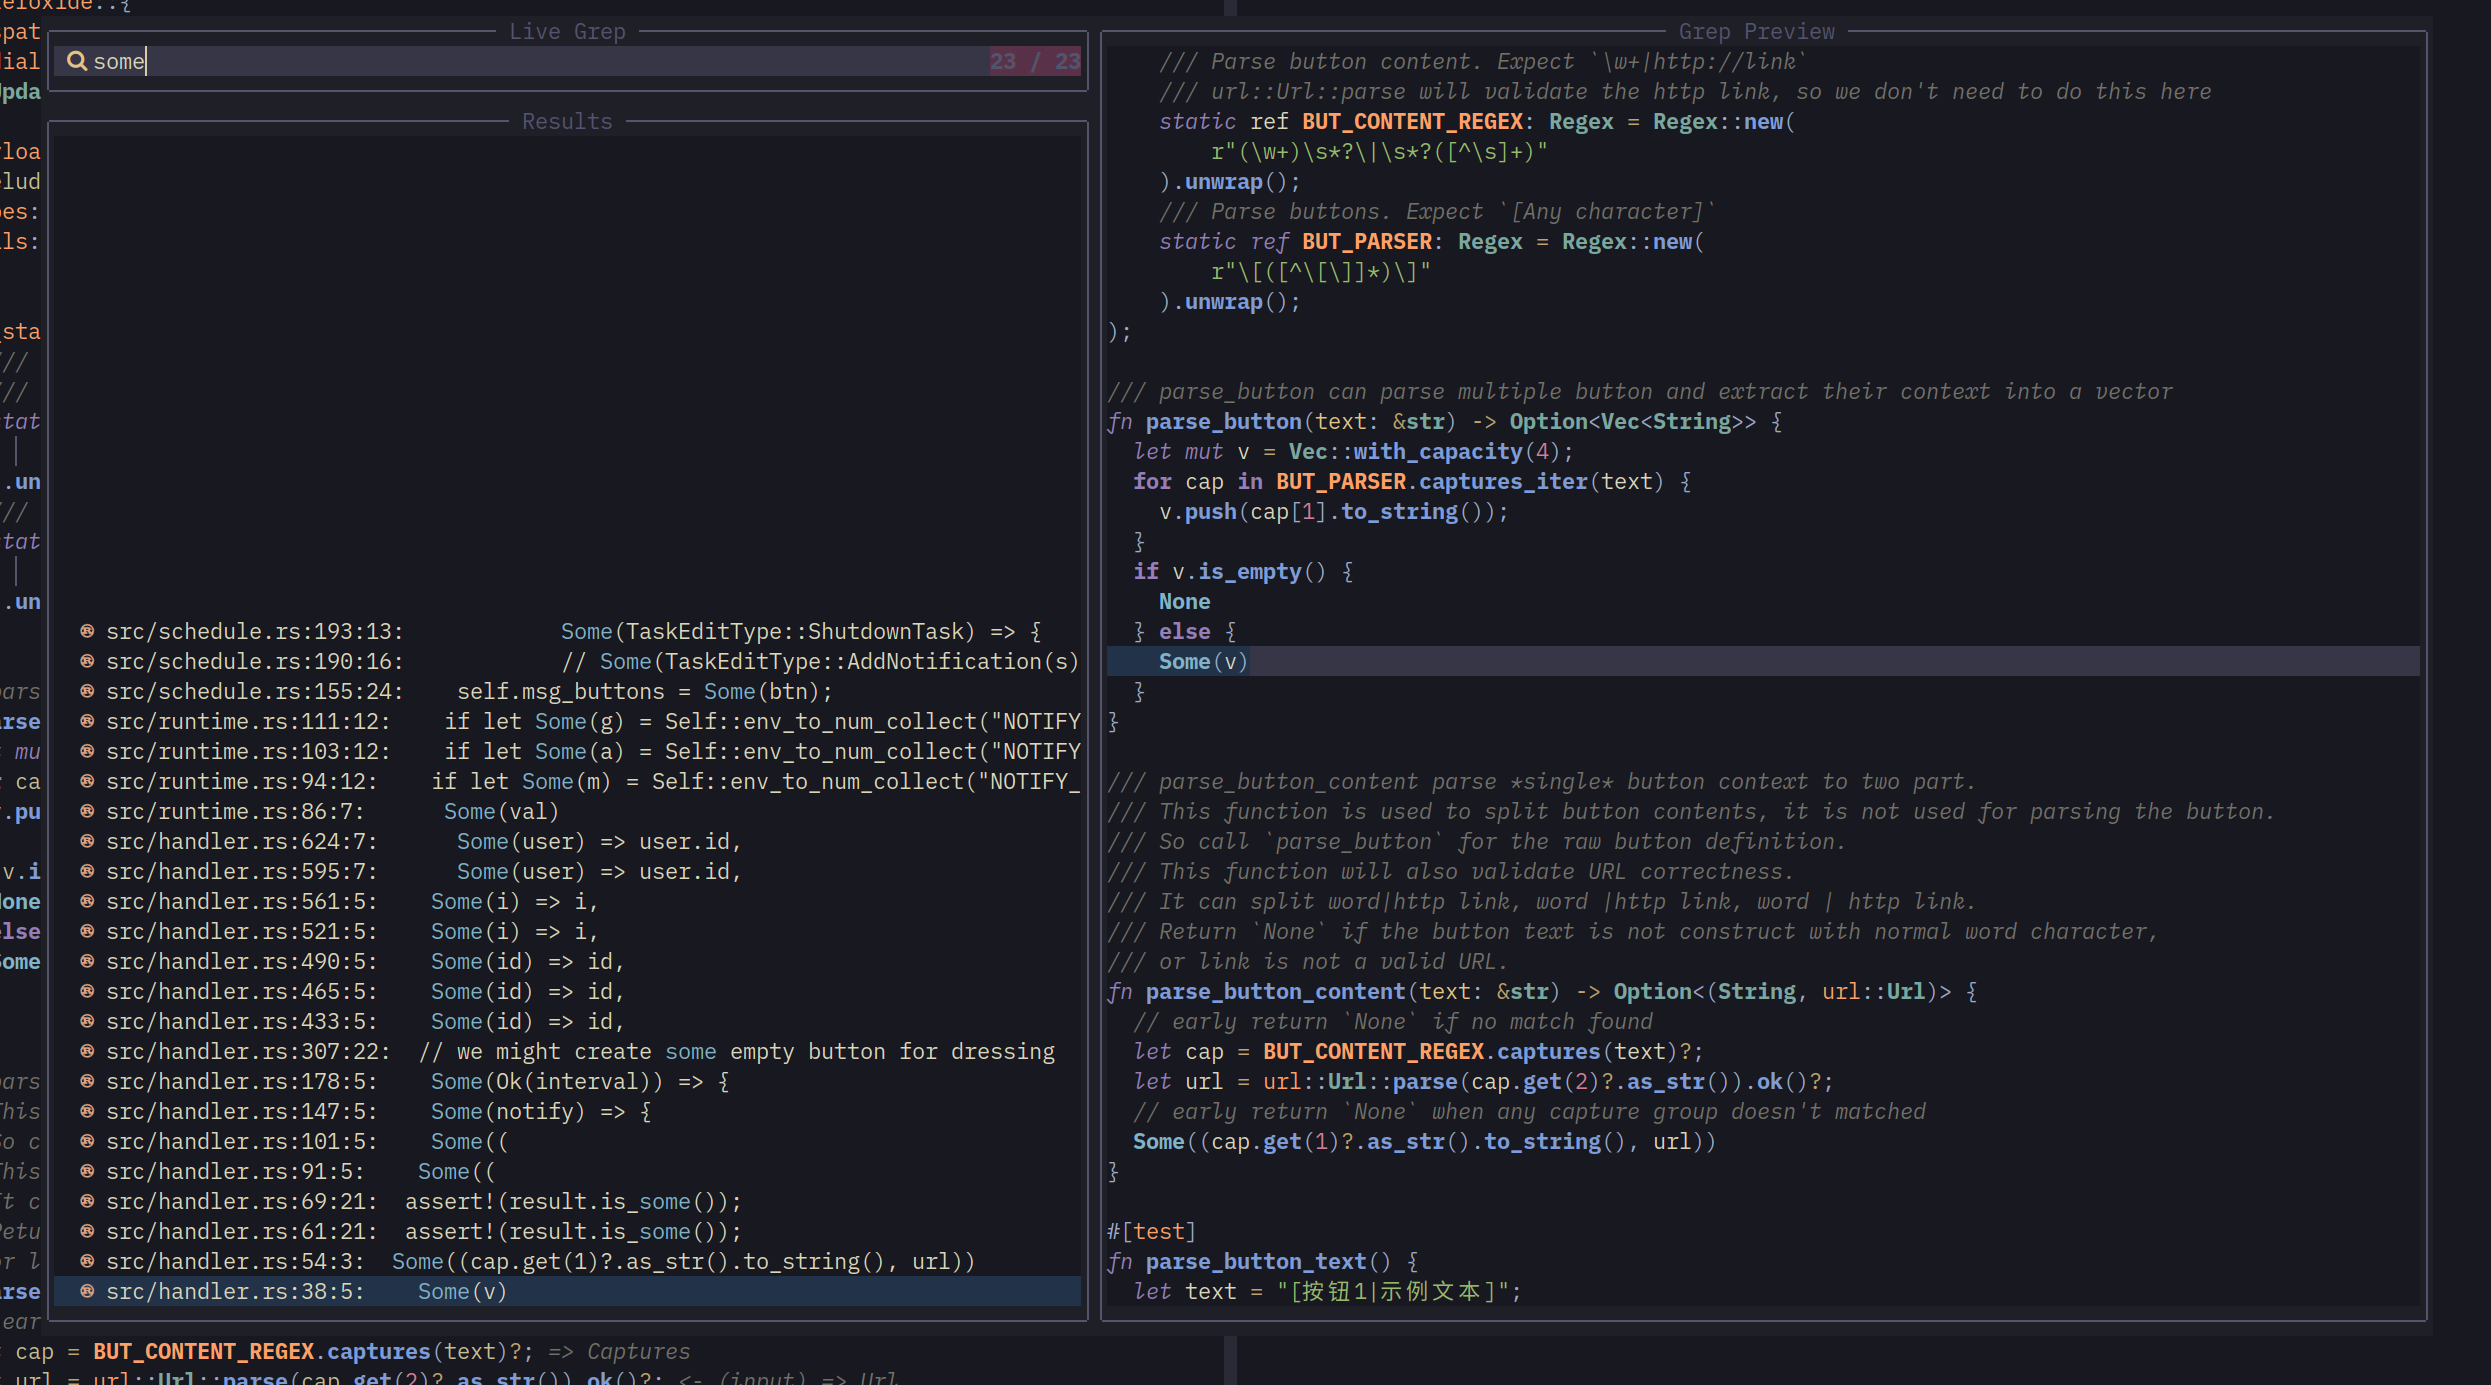 Live Grep
some
23 / 23
Results
src/schedule.rs:193:13:            Some(TaskEditType::ShutdownTask) => {
src/schedule.rs:190:16:            // Some(TaskEditType::AddNotification(s)
src/schedule.rs:155:24:    self.msg_buttons = Some(btn);
src/runtime.rs:111:12:    if let Some(g) = Self::env_to_num_collect("NOTIFY
src/runtime.rs:103:12:    if let Some(a) = Self::env_to_num_collect("NOTIFY
src/runtime.rs:94:12:    if let Some(m) = Self::env_to_num_collect("NOTIFY_
src/runtime.rs:86:7:      Some(val)
src/handler.rs:624:7:      Some(user) => user.id,
src/handler.rs:595:7:      Some(user) => user.id,
src/handler.rs:561:5:    Some(i) => i,
src/handler.rs:521:5:    Some(i) => i,
src/handler.rs:490:5:    Some(id) => id,
src/handler.rs:465:5:    Some(id) => id,
src/handler.rs:433:5:    Some(id) => id,
src/handler.rs:307:22:  // we might create some empty button for dressing
src/handler.rs:178:5:    Some(Ok(interval)) => {
src/handler.rs:147:5:    Some(notify) => {
src/handler.rs:101:5:    Some((
src/handler.rs:91:5:    Some((
src/handler.rs:69:21:  assert!(result.is_some());
src/handler.rs:61:21:  assert!(result.is_some());
src/handler.rs:54:3:  Some((cap.get(1)?.as_str().to_string(), url))
src/handler.rs:38:5:    Some(v)
Grep Preview
    /// Parse button content. Expect `\w+|http://link`
    /// url::Url::parse will validate the http link, so we don't need to do this here
    static ref BUT_CONTENT_REGEX: Regex = Regex::new(
        r"(\w+)\s*?\|\s*?([^\s]+)"
    ).unwrap();
    /// Parse buttons. Expect `[Any character]`
    static ref BUT_PARSER: Regex = Regex::new(
        r"\[([^\[\]]*)\]"
    ).unwrap();
);
/// parse_button can parse multiple button and extract their context into a vector
fn parse_button(text: &str) -> Option<Vec<String>> {
  let mut v = Vec::with_capacity(4);
  for cap in BUT_PARSER.captures_iter(text) {
    v.push(cap[1].to_string());
  }
  if v.is_empty() {
    None
  } else {
    Some(v)
  }
}
/// parse_button_content parse *single* button context to two part.
/// This function is used to split button contents, it is not used for parsing the button.
/// So call `parse_button` for the raw button definition.
/// This function will also validate URL correctness.
/// It can split word|http link, word |http link, word | http link.
/// Return `None` if the button text is not construct with normal word character,
/// or link is not a valid URL.
fn parse_button_content(text: &str) -> Option<(String, url::Url)> {
  // early return `None` if no match found
  let cap = BUT_CONTENT_REGEX.captures(text)?;
  let url = url::Url::parse(cap.get(2)?.as_str()).ok()?;
  // early return `None` when any capture group doesn't matched
  Some((cap.get(1)?.as_str().to_string(), url))
}
#[test]
fn parse_button_text() {
  let text = "[按钮1|示例文本]";
cap = BUT_CONTENT_REGEX.captures(text)?; => Captures
url = url::Url::parse(cap.get(2)?.as_str()).ok()?; <- (input) => Url